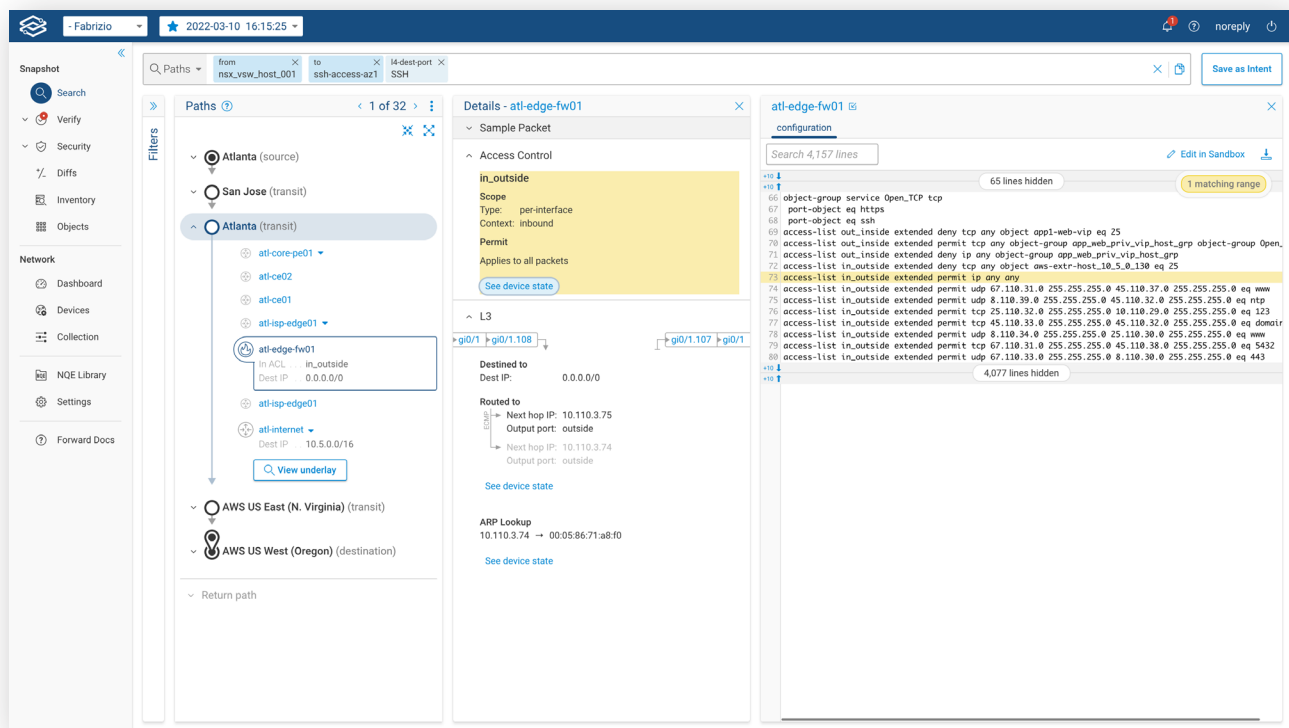 - Fabrizio
2022-03-10 16:15:25
1
noreply
Snapshot
Search
Verify
Security
Diffs
Inventory
Objects
Network
Dashboard
Devices
Collection
NQE Library
Settings
Forward Docs
Paths
from
nsx_vsw_host_001
to
ssh-access-az1
l4-dest-port
SSH
Save as Intent
Filters
Paths
1 of 32
Atlanta (source)
San Jose (transit)
Atlanta (transit)
atl-core-pe01
atl-ce02
atl-ce01
atl-isp-edge01
atl-edge-fw01
In ACL .... in_outside
Dest IP ... 0.0.0.0/0
atl-isp-edge01
atl-internet
Dest IP ... 10.5.0.0/16
View underlay
AWS US East (N. Virginia) (transit)
AWS US West (Oregon) (destination)
Return path
Details - atl-edge-fw01
Sample Packet
Access Control
in_outside
Scope
Type: per-interface
Context: inbound
Permit
Applies to all packets
See device state
L3
gi0/1 gi0/1.108 gi0/1.107 gi0/1
Destined to
Dest IP: 0.0.0.0/0
Routed to
ECMP
Next hop IP: 10.110.3.75
Output port: outside
Next hop IP: 10.110.3.74
Output port: outside
See device state
ARP Lookup
10.110.3.74 → 00:05:86:71:a8:f0
See device state
atl-edge-fw01
configuration
Search 4,157 lines
Edit in Sandbox
+10
+10
65 lines hidden
1 matching range
66 object-group service Open_TCP tcp
67 port-object eq https
68 port-object eq ssh
69 access-list out_inside extended deny tcp any object app1-web-vip eq 25
70 access-list out_inside extended permit tcp any object-group app_web_priv_vip_host_grp object-group Open_
71 access-list out_inside extended deny ip any object-group app_web_priv_vip_host_grp
72 access-list in_outside extended deny tcp any object aws-extr-host_10_5_0_130 eq 25
73 access-list in_outside extended permit ip any any
74 access-list in_outside extended permit udp 67.110.31.0 255.255.255.0 45.110.37.0 255.255.255.0 eq www
75 access-list in_outside extended permit udp 8.110.39.0 255.255.255.0 45.110.32.0 255.255.255.0 eq ntp
76 access-list in_outside extended permit tcp 25.110.32.0 255.255.255.0 10.110.29.0 255.255.255.0 eq 123
77 access-list in_outside extended permit tcp 45.110.33.0 255.255.255.0 45.110.32.0 255.255.255.0 eq domain
78 access-list in_outside extended permit udp 8.110.34.0 255.255.255.0 25.110.30.0 255.255.255.0 eq www
79 access-list in_outside extended permit tcp 67.110.31.0 255.255.255.0 45.110.38.0 255.255.255.0 eq 5432
80 access-list in_outside extended permit udp 67.110.33.0 255.255.255.0 8.110.30.0 255.255.255.0 eq 443
+10
+10
4,077 lines hidden